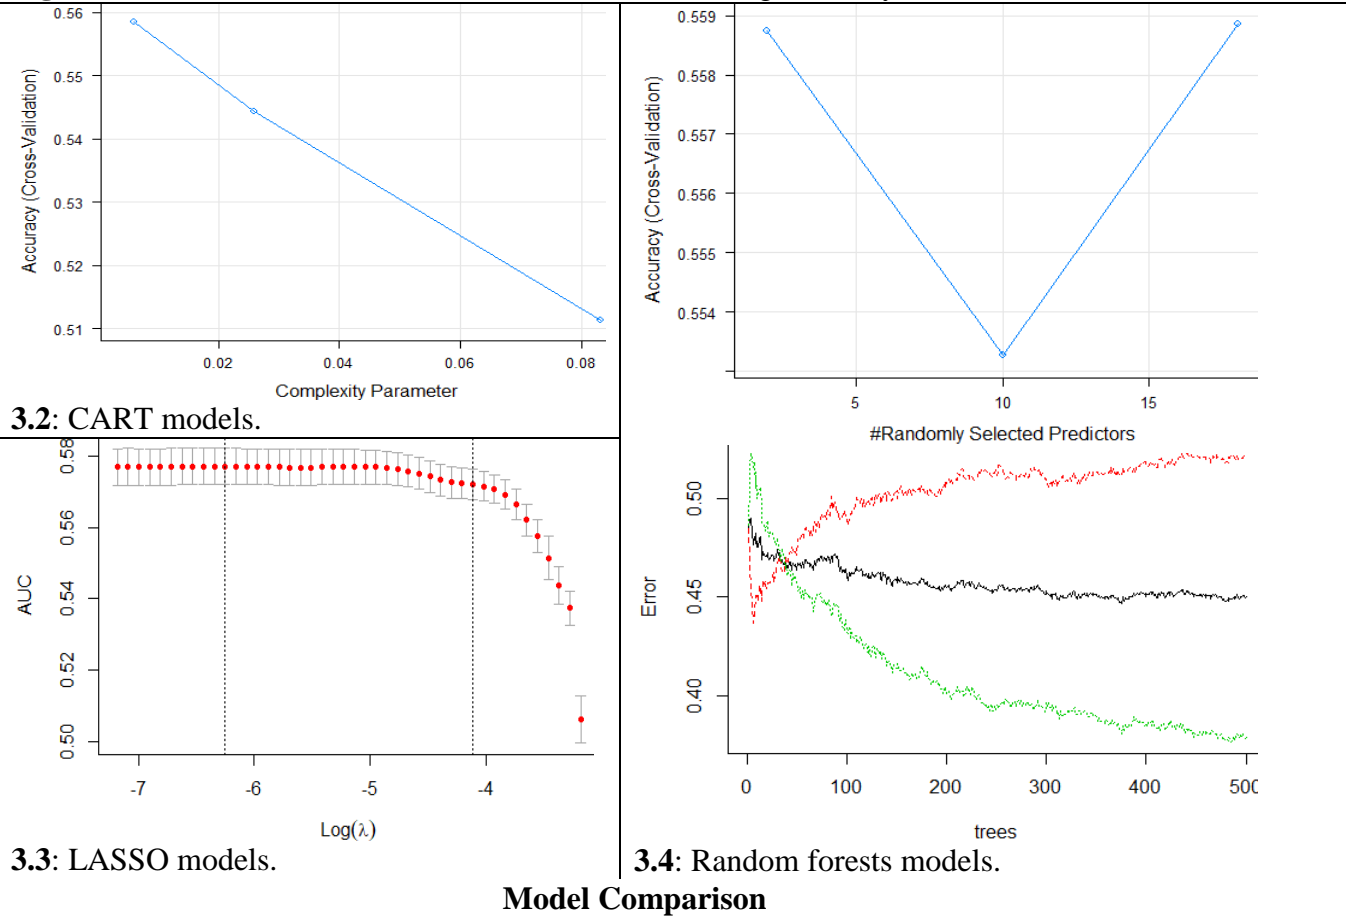 0.56
0.55
0.54
0.53
0.52
0.51
Accuracy (Cross-Validation)
0.02 0.04 0.06 0.08
Complexity Parameter
3.2: CART models.
0.559
0.558
0.557
0.556
0.555
0.554
Accuracy (Cross-Validation)
5 10 15
#Randomly Selected Predictors
0.58
0.56
0.54
0.52
0.50
AUC
-7 -6 -5 -4
Log(λ)
3.3: LASSO models.
0.50
0.45
0.40
Error
0 100 200 300 400 500
trees
3.4: Random forests models.
Model Comparison